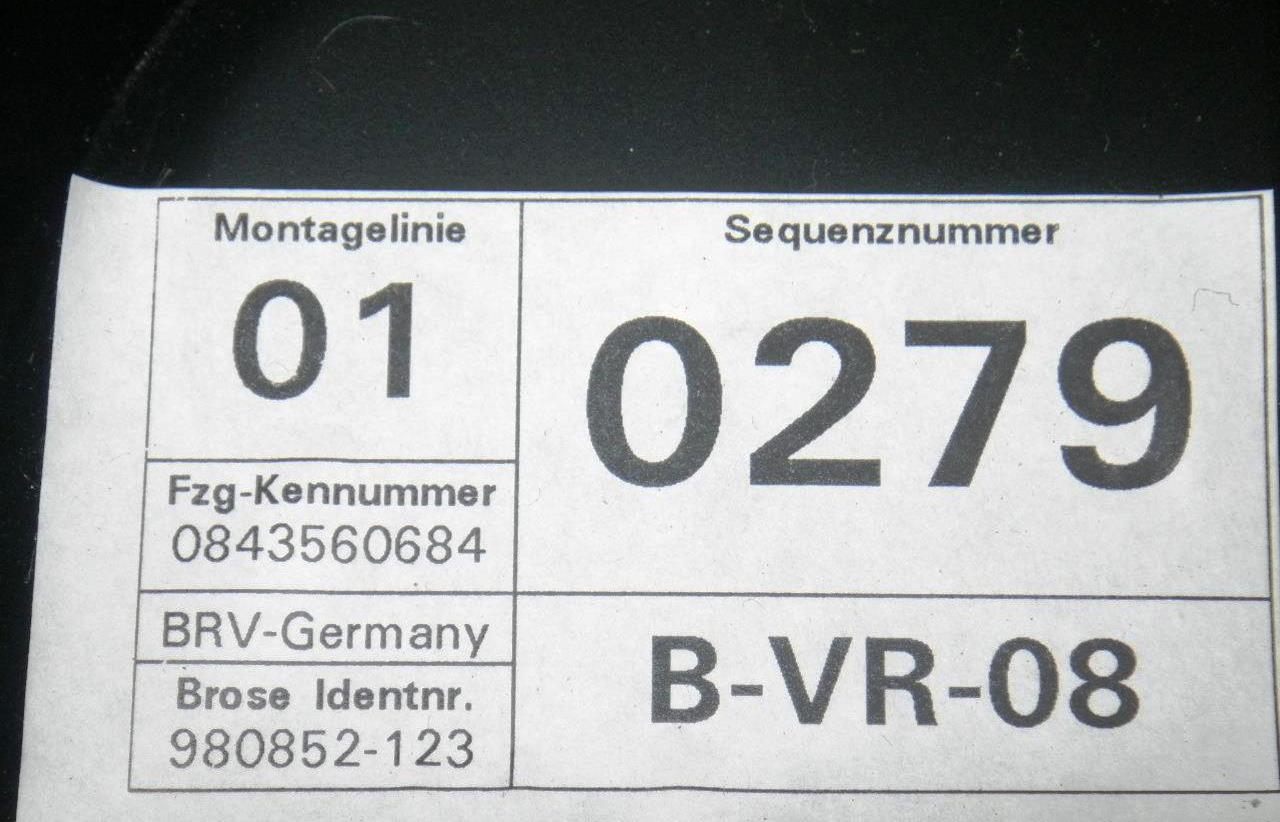 Montagelinie
01
Sequenznummer
0279
Fzg-Kennummer
0843560684
BRV-Germany
Brose Identnr.
980852-123
B-VR-08